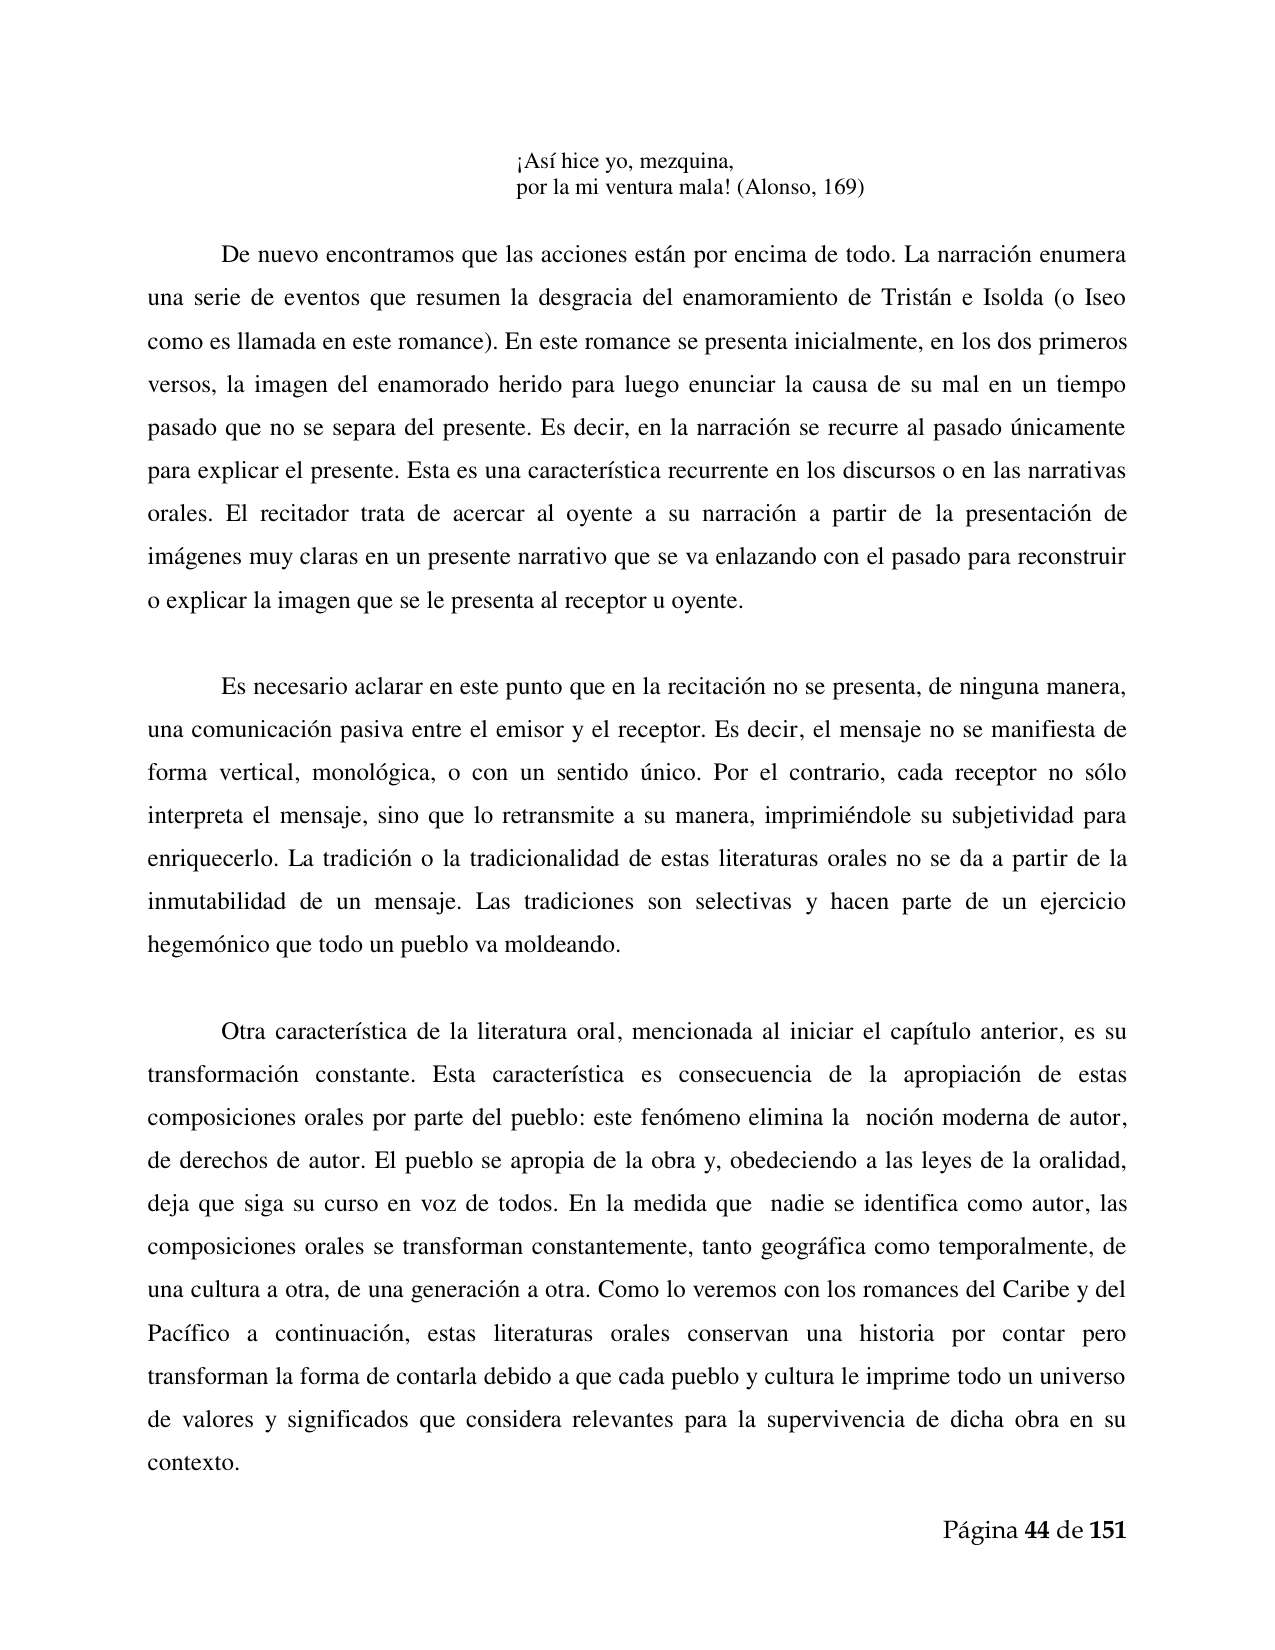 ¡Así hice yo, mezquina,
por la mi ventura mala! (Alonso, 169)
De nuevo encontramos que las acciones están por encima de todo. La narración enumera
una serie de eventos que resumen la desgracia del enamoramiento de Tristán e Isolda (o Iseo
como es llamada en este romance). En este romance se presenta inicialmente, en los dos primeros
versos, la imagen del enamorado herido para luego enunciar la causa de su mal en un tiempo
pasado que no se separa del presente. Es decir, en la narración se recurre al pasado únicamente
para explicar el presente. Esta es una característica recurrente en los discursos o en las narrativas
orales. El recitador trata de acercar al oyente a su narración a partir de la presentación de
imágenes muy claras en un presente narrativo que se va enlazando con el pasado para reconstruir
o explicar la imagen que se le presenta al receptor u oyente.
Es necesario aclarar en este punto que en la recitación no se presenta, de ninguna manera,
una comunicación pasiva entre el emisor y el receptor. Es decir, el mensaje no se manifiesta de
forma vertical, monológica, o con un sentido único. Por el contrario, cada receptor no sólo
interpreta el mensaje, sino que lo retransmite a su manera, imprimiéndole su subjetividad para
enriquecerlo. La tradición o la tradicionalidad de estas literaturas orales no se da a partir de la
inmutabilidad de un mensaje. Las tradiciones son selectivas y hacen parte de un ejercicio
hegemónico que todo un pueblo va moldeando.
Otra característica de la literatura oral, mencionada al iniciar el capítulo anterior, es su
transformación constante. Esta característica es consecuencia de la apropiación de estas
composiciones orales por parte del pueblo: este fenómeno elimina la  noción moderna de autor,
de derechos de autor. El pueblo se apropia de la obra y, obedeciendo a las leyes de la oralidad,
deja que siga su curso en voz de todos. En la medida que  nadie se identifica como autor, las
composiciones orales se transforman constantemente, tanto geográfica como temporalmente, de
una cultura a otra, de una generación a otra. Como lo veremos con los romances del Caribe y del
Pacífico a continuación, estas literaturas orales conservan una historia por contar pero
transforman la forma de contarla debido a que cada pueblo y cultura le imprime todo un universo
de valores y significados que considera relevantes para la supervivencia de dicha obra en su
contexto.
Página 44 de 151